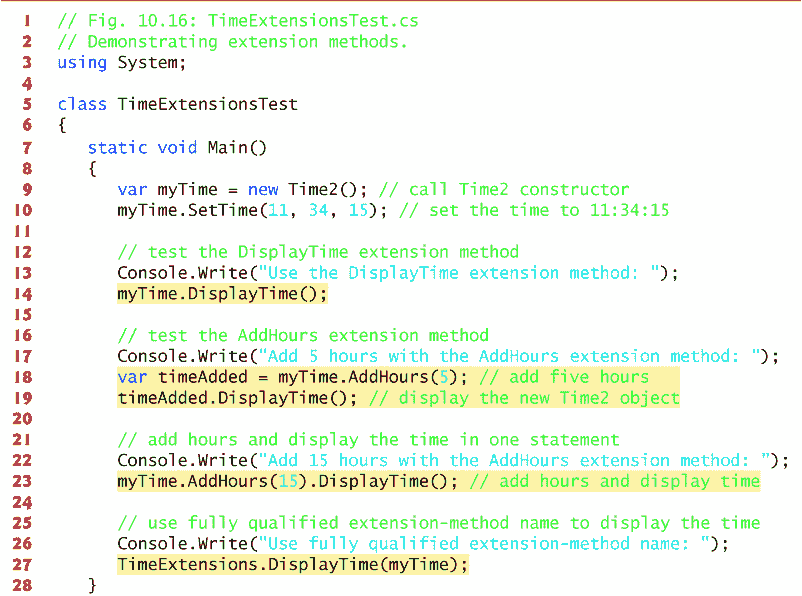 1 // Fig. 10.16: TimeExtensionsTest.cs
2 // Demonstrating extension methods.
3 using System;
4
5 class TimeExtensionsTest
6 {
7 static void Main()
8 {
9 var myTime = new Time2(); // call Time2 constructor
10 myTime.SetTime(11, 34, 15); // set the time to 11:34:15
11
12 // test the DisplayTime extension method
13 Console.Write("Use the DisplayTime extension method: ");
14 myTime.DisplayTime();
15
16 // test the AddHours extension method
17 Console.Write("Add 5 hours with the AddHours extension method: ");
18 var timeAdded = myTime.AddHours(5); // add five hours
19 timeAdded.DisplayTime(); // display the new Time2 object
20
21 // add hours and display the time in one statement
22 Console.Write("Add 15 hours with the AddHours extension method: ");
23 myTime.AddHours(15).DisplayTime(); // add hours and display time
24
25 // use fully qualified extension-method name to display the time
26 Console.Write("Use fully qualified extension-method name: ");
27 TimeExtensions.DisplayTime(myTime);
28 }